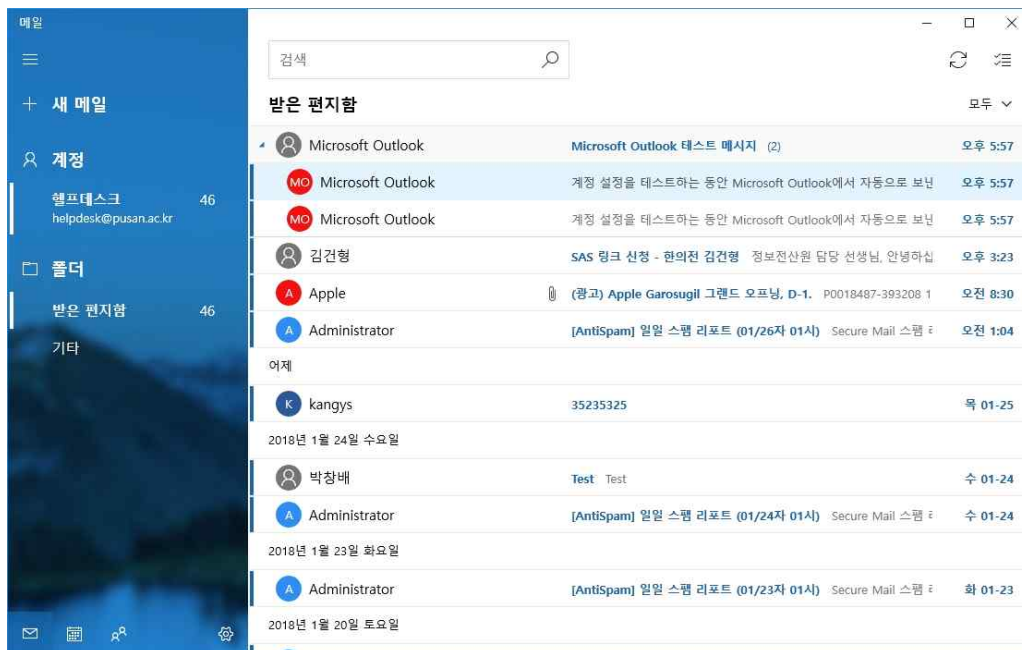 메일
검색
새 메일
받은 편지함
모두
계정
헬프데스크 46
helpdesk@pusan.ac.kr
폴더
받은 편지함 46
기타
Microsoft Outlook Microsoft Outlook 테스트 메시지 (2) 오후 5:57
MO Microsoft Outlook 계정 설정을 테스트하는 동안 Microsoft Outlook에서 자동으로 보낸 오후 5:57
MO Microsoft Outlook 계정 설정을 테스트하는 동안 Microsoft Outlook에서 자동으로 보낸 오후 5:57
김건형 SAS 링크 신청 - 한의전 김건형 정보전산원 담당 선생님, 안녕하십 오후 3:23
A Apple (광고) Apple Garosugil 그랜드 오프닝, D-1. P0018487-393208 1 오전 8:30
A Administrator [AntiSpam] 일일 스팸 리포트 (01/26자 01시) Secure Mail 스팸 오전 1:04
어제
K kangys 35235325 목 01-25
2018년 1월 24일 수요일
박창배 Test Test 수 01-24
A Administrator [AntiSpam] 일일 스팸 리포트 (01/24자 01시) Secure Mail 스팸 수 01-24
2018년 1월 23일 화요일
A Administrator [AntiSpam] 일일 스팸 리포트 (01/23자 01시) Secure Mail 스팸 화 01-23
2018년 1월 20일 토요일